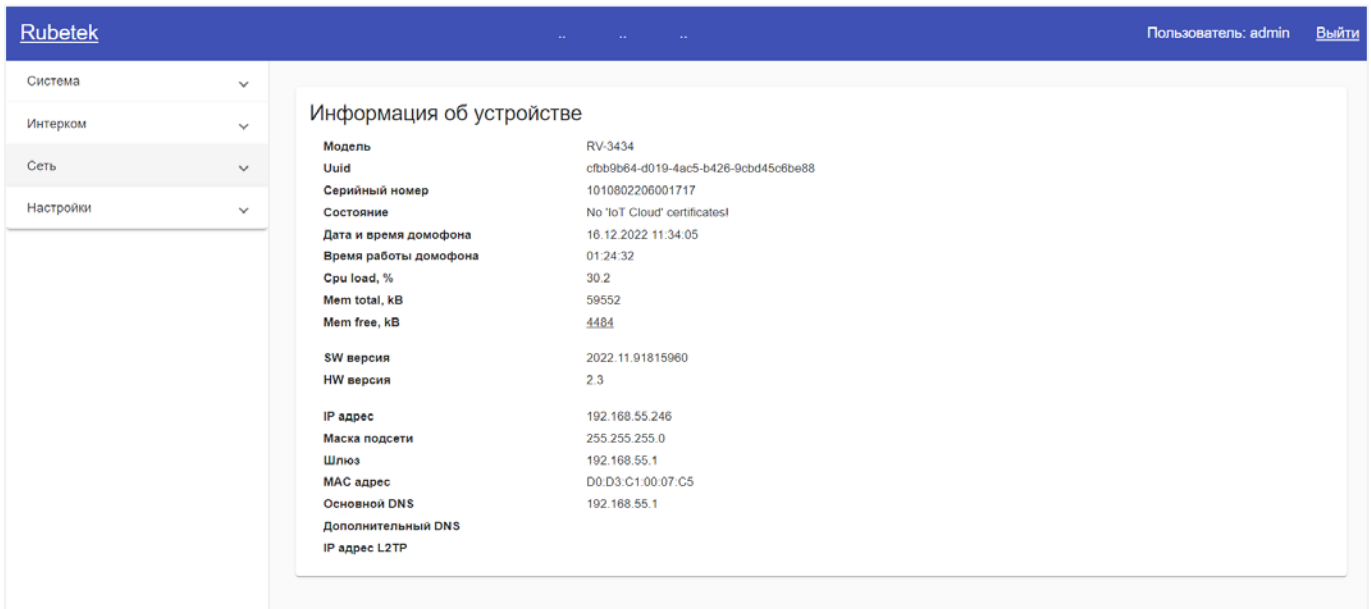 Rubetek .. .. .. Пользователь: admin Выйти
Система
Интерком
Сеть
Настройки
Информация об устройстве
Модель RV-3434
Uuid cfbb9b64-d019-4ac5-b426-9cbd45c6be88
Серийный номер 1010802206001717
Состояние No 'IoT Cloud' certificates!
Дата и время домофона 16.12.2022 11:34:05
Время работы домофона 01:24:32
Cpu load, % 30.2
Mem total, kB 59552
Mem free, kB 4484
SW версия 2022.11.91815960
HW версия 2.3
IP адрес 192.168.55.246
Маска подсети 255.255.255.0
Шлюз 192.168.55.1
MAC адрес D0:D3:C1:00:07:C5
Основной DNS 192.168.55.1
Дополнительный DNS
IP адрес L2TP